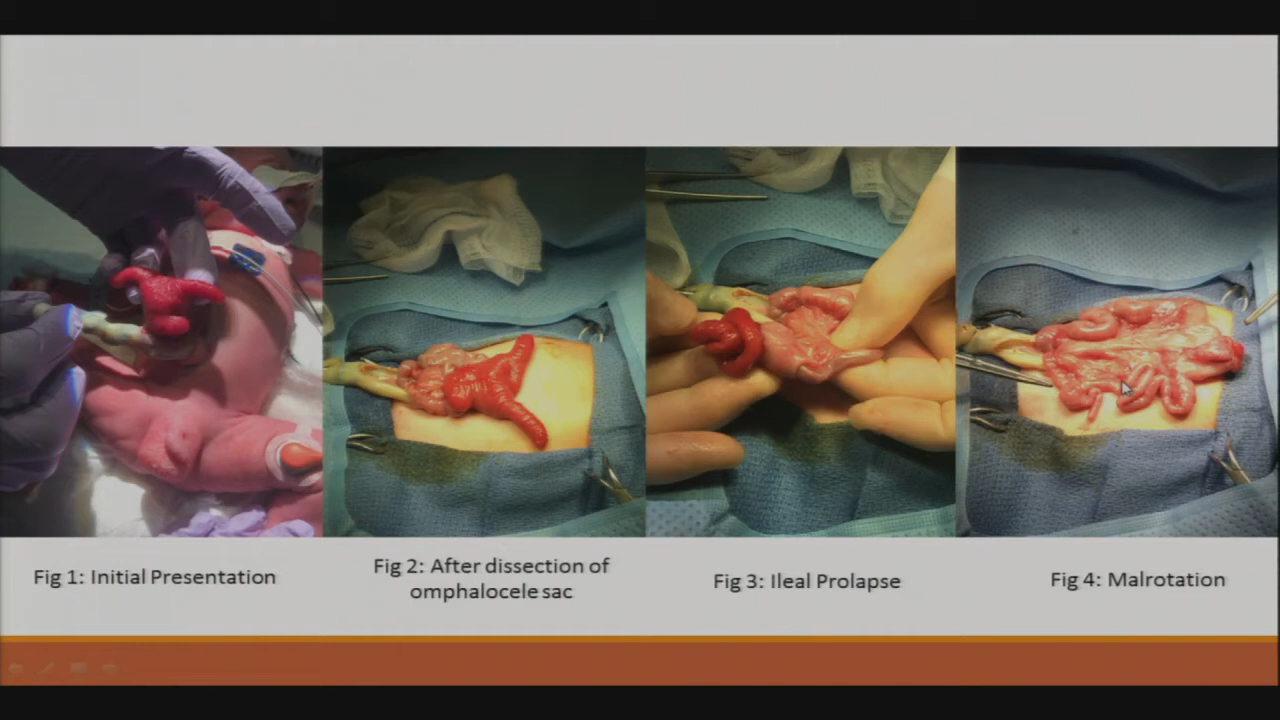 Fig 1: Initial Presentation
Fig 2: After dissection of
omphalocele sac
Fig 3: Ileal Prolapse
Fig 4: Malrotation